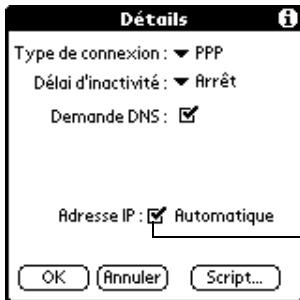 Détails
Type de connexion : PPP
Délai d'inactivité : Arrêt
Demande DNS :
Adresse IP : Automatique
OK Annuler Script...